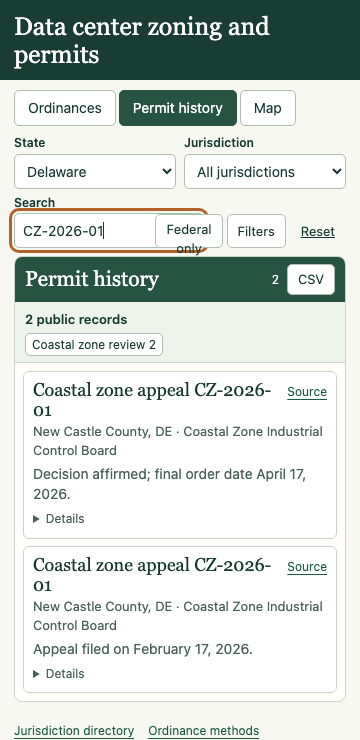 Data center zoning and
permits
Ordinances Permit history Map
State Jurisdiction
Delaware All jurisdictions
Search
CZ-2026-01 Federal only Filters Reset
Permit history 2 CSV
2 public records
Coastal zone review 2
Coastal zone appeal CZ-2026- Source
01
New Castle County, DE · Coastal Zone Industrial
Control Board
Decision affirmed; final order date April 17,
2026.
Details
Coastal zone appeal CZ-2026- Source
01
New Castle County, DE · Coastal Zone Industrial
Control Board
Appeal filed on February 17, 2026.
Details
Jurisdiction directory Ordinance methods